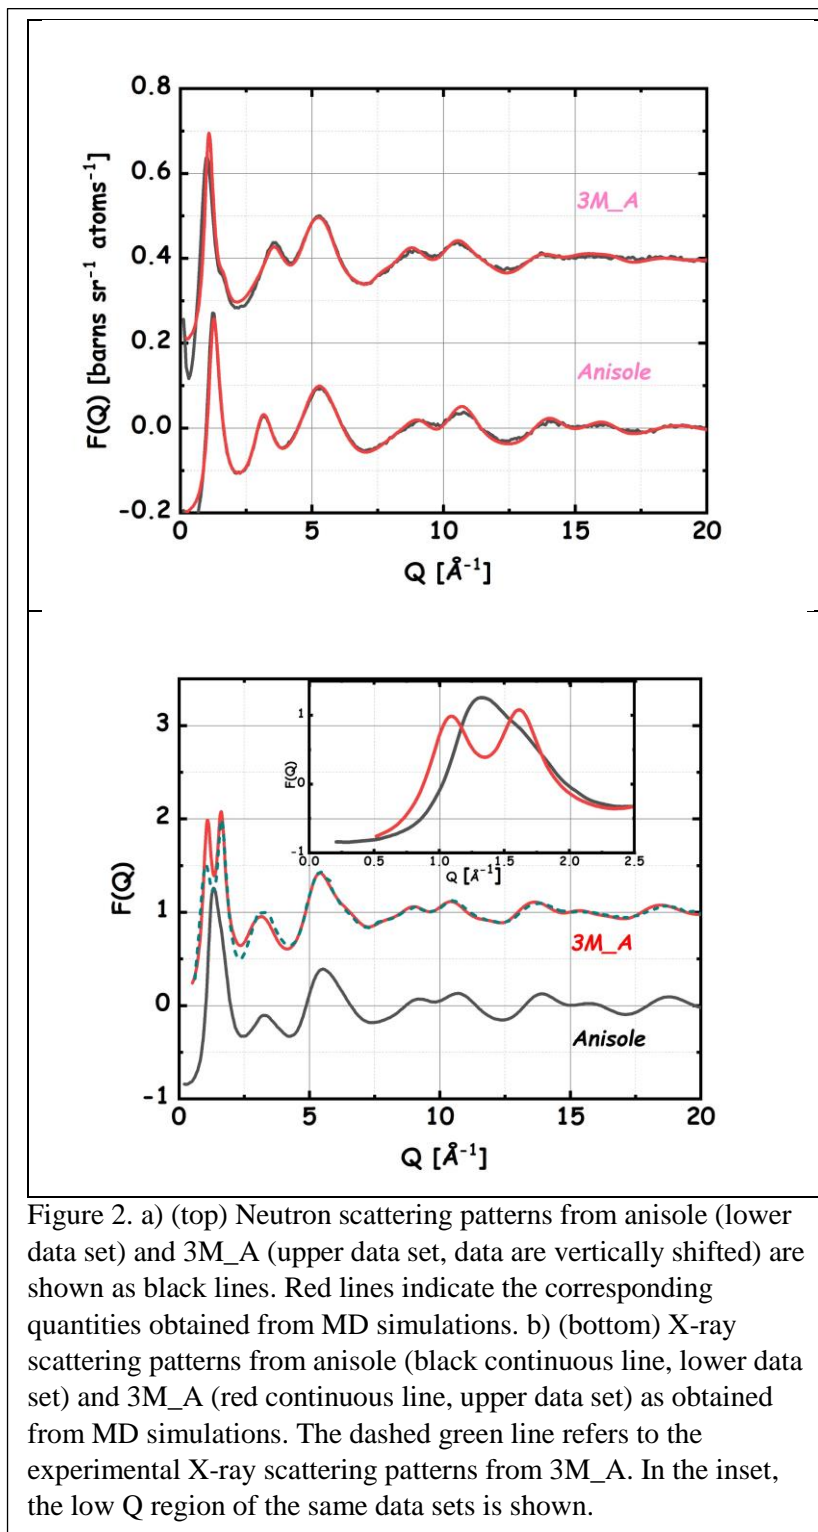 0.8
0.6
0.4
0.2
0.0
-0.2
F(Q) [barns sr⁻¹ atoms⁻¹]
3M_A
Anisole
0 5 10 15 20
Q [Å⁻¹]
3
2
1
0
-1
F(Q)
1
0
-1
F(Q)
0.0 0.5 1.0 1.5 2.0 2.5
Q [Å⁻¹]
3M_A
Anisole
0 5 10 15 20
Q [Å⁻¹]
Figure 2. a) (top) Neutron scattering patterns from anisole (lower
data set) and 3M_A (upper data set, data are vertically shifted) are
shown as black lines. Red lines indicate the corresponding
quantities obtained from MD simulations. b) (bottom) X-ray
scattering patterns from anisole (black continuous line, lower data
set) and 3M_A (red continuous line, upper data set) as obtained
from MD simulations. The dashed green line refers to the
experimental X-ray scattering patterns from 3M_A. In the inset,
the low Q region of the same data sets is shown.